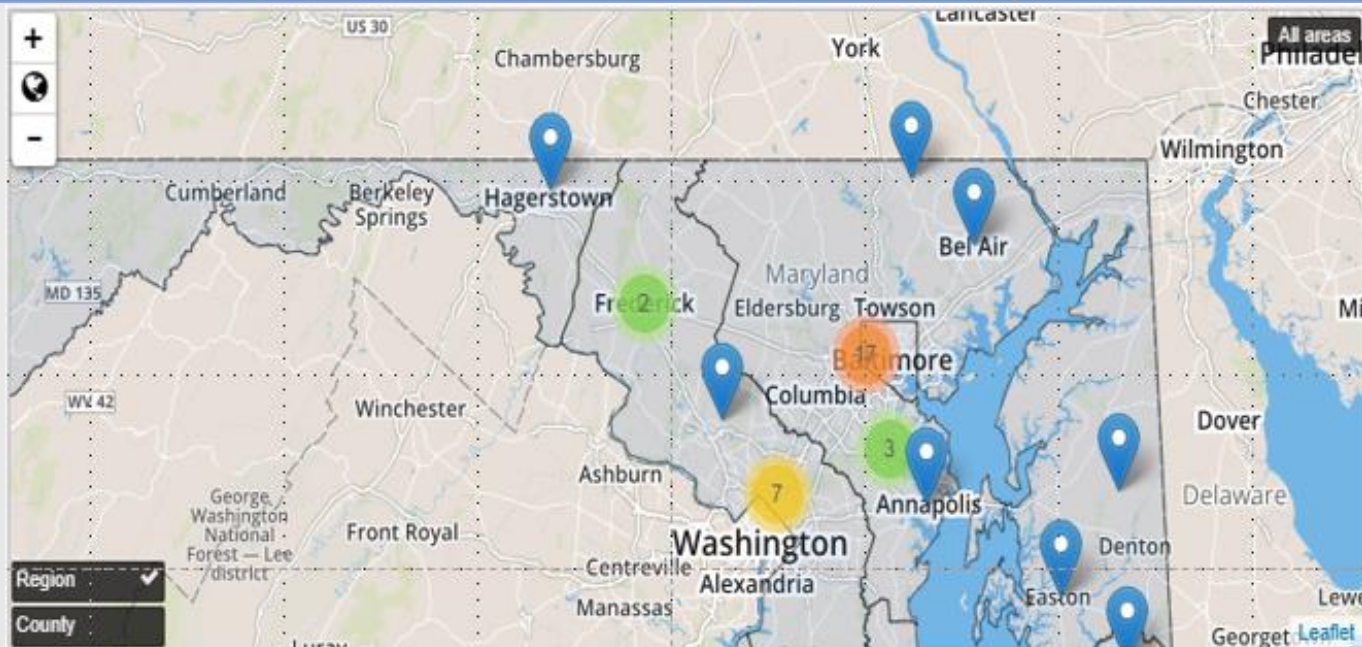 +
-
US 30
Lancaster
All areas
York
Chambersburg
Chester
Wilmington
Cumberland
Berkeley
Springs
Hagerstown
Bel Air
Maryland
MD 135
2
Eldersburg
Towson
17
Baltimore
Columbia
WV 42
Winchester
Dover
Ashburn
3
7
Annapolis
Delaware
George
Washington
National
Forest — Lee
district
Front Royal
Washington
Denton
Centreville
Alexandria
Region
Easton
Manassas
County
Leaflet